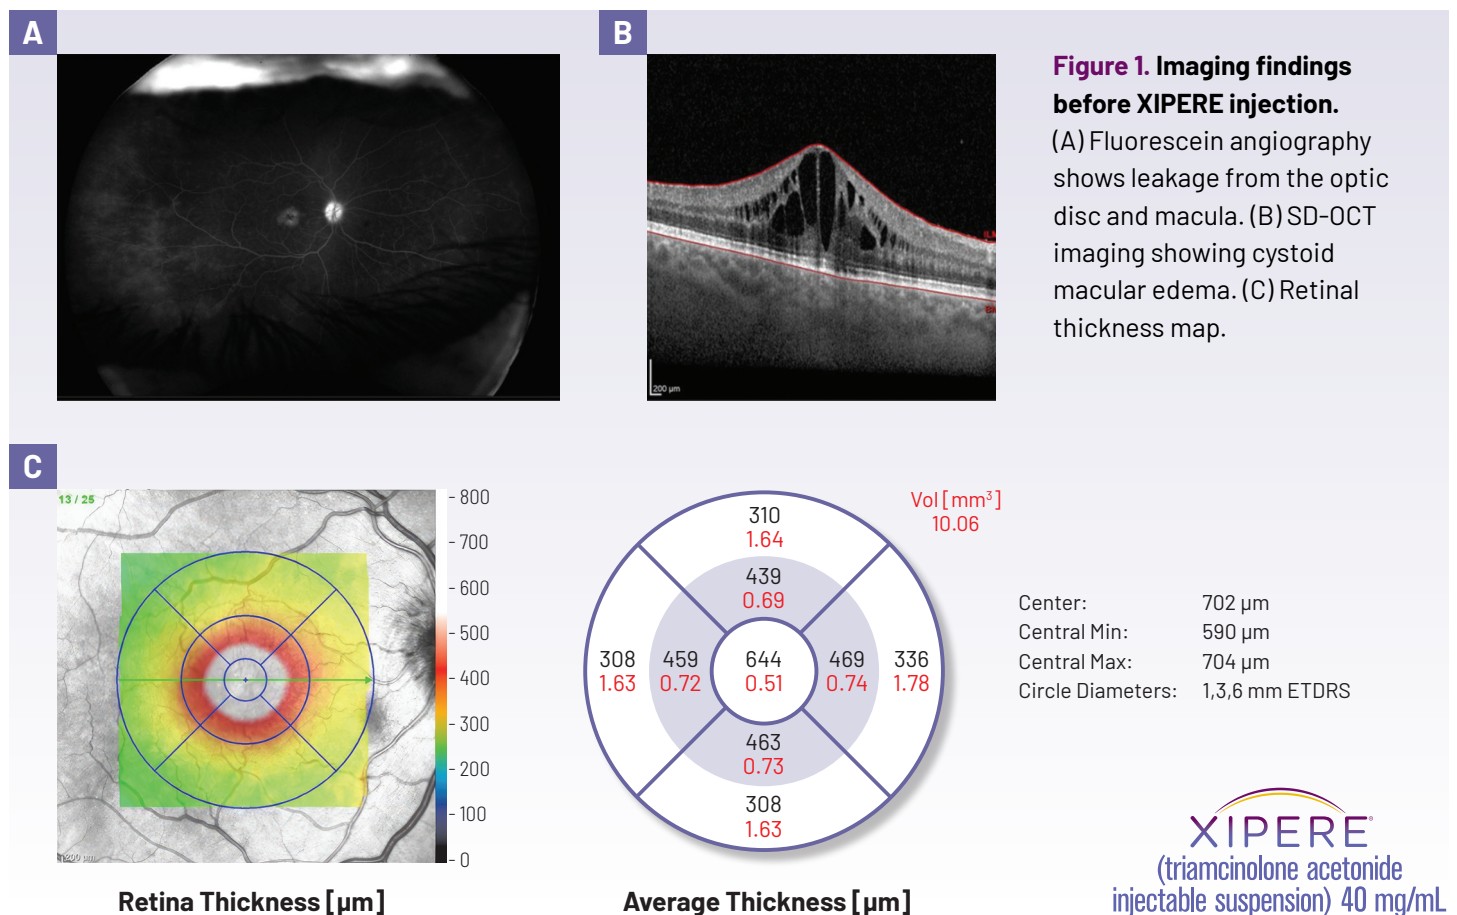 A
B
Figure 1. Imaging findings
before XIPERE injection.
(A) Fluorescein angiography
shows leakage from the optic
disc and macula. (B) SD-OCT
imaging showing cystoid
macular edema. (C) Retinal
thickness map.
200 µm
C
13 / 25
800
700
600
500
400
300
200
100
0
200 µm
Retina Thickness [µm]
Vol [mm³]
10.06
310
1.64
439
0.69
308
1.63
459
0.72
644
0.51
469
0.74
336
1.78
463
0.73
308
1.63
Average Thickness [µm]
Center: 702 µm
Central Min: 590 µm
Central Max: 704 µm
Circle Diameters: 1,3,6 mm ETDRS
XIPERE®
(triamcinolone acetonide
injectable suspension) 40 mg/mL